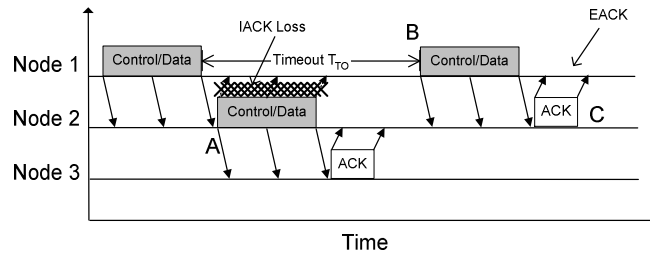 IACK Loss
EACK
B
Node 1
Control/Data
Timeout T_TO
Control/Data
Node 2
Control/Data
ACK
C
A
Node 3
ACK
Time